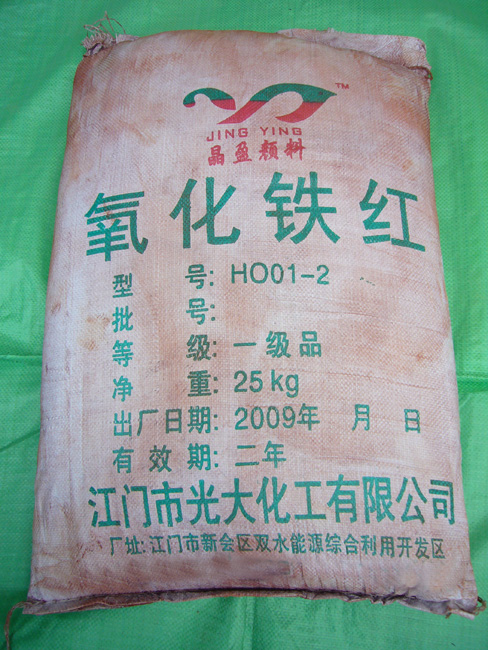 TM
JING YING
晶盈颜料
氧化铁红
型 号: HO01-2
批 号:
等 级: 一级品
净 重: 25kg
出厂日期: 2009年 月 日
有效期: 二年
江门市光大化工有限公司
厂址: 江门市新会区双水能源综合利用开发区